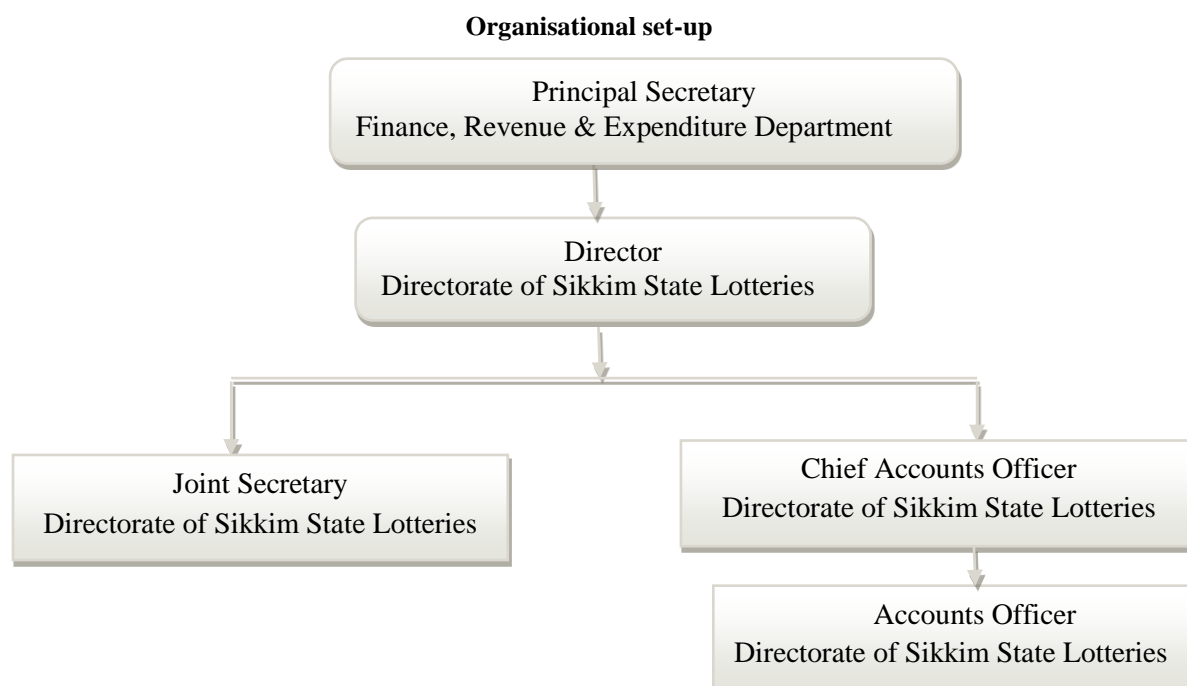 Organisational set-up
Principal Secretary
Finance, Revenue & Expenditure Department
Director
Directorate of Sikkim State Lotteries
Joint Secretary
Directorate of Sikkim State Lotteries
Chief Accounts Officer
Directorate of Sikkim State Lotteries
Accounts Officer
Directorate of Sikkim State Lotteries